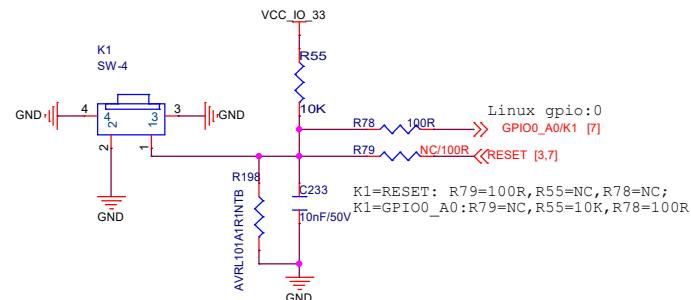 VCC_IO_33
K1
SW-4
R55
10K
GND
4
4
2
13
3
GND
2
1
GND
R78
100R
Linux gpio:0
GPIO0_A0/K1 [7]
R79
NC/100R
RESET [3,7]
R198
AVRL101A1R1NTB
C233
10nF/50V
GND
K1=RESET: R79=100R,R55=NC,R78=NC;
K1=GPIO0_A0:R79=NC,R55=10K,R78=100R